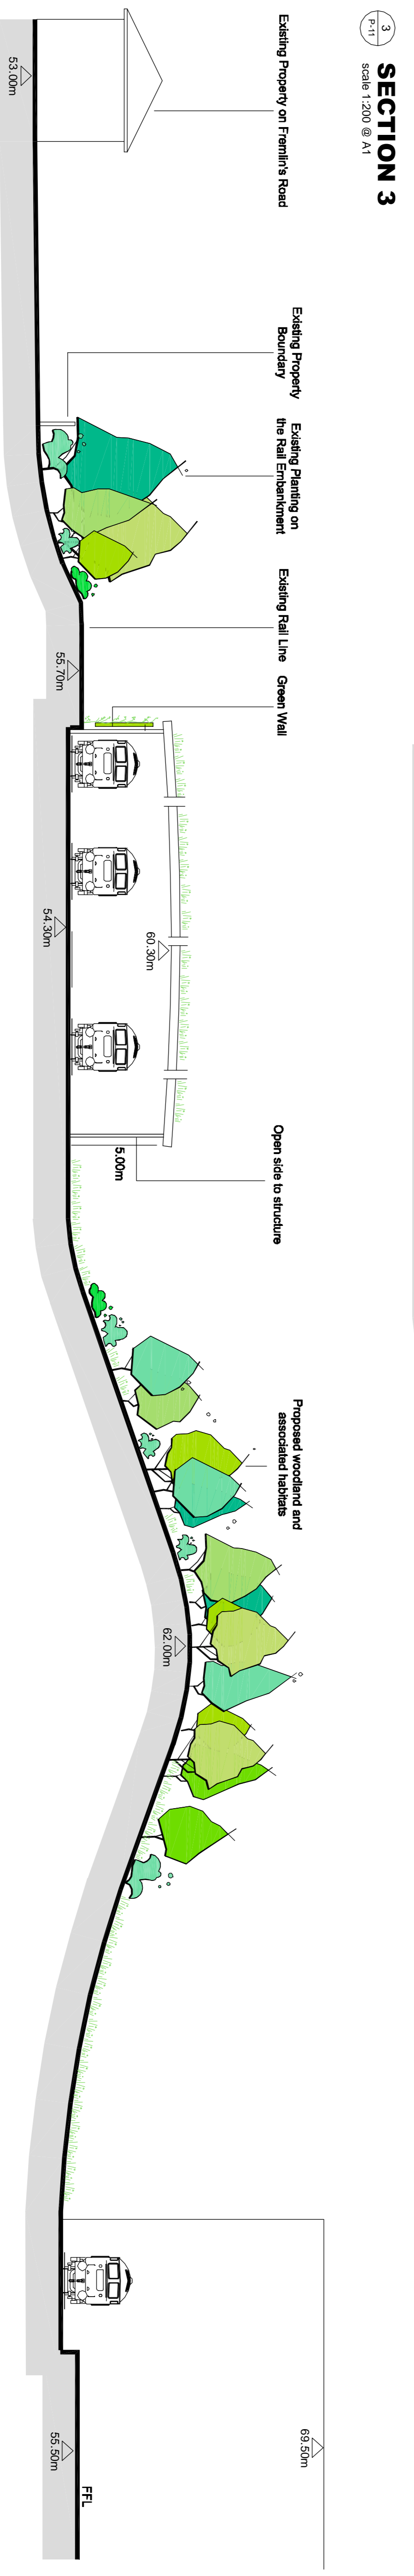 3
P-11
SECTION 3
scale 1:200 @ A1
Existing Property on Fremlin's Road
Existing Property
Boundary
Existing Planting on
the Rail Embankment
Existing Rail Line
Green Wall
Open side to structure
Proposed woodland and
associated habitats
53.00m
55.70m
54.30m
60.30m
5.00m
62.00m
69.50m
55.50m
FFL